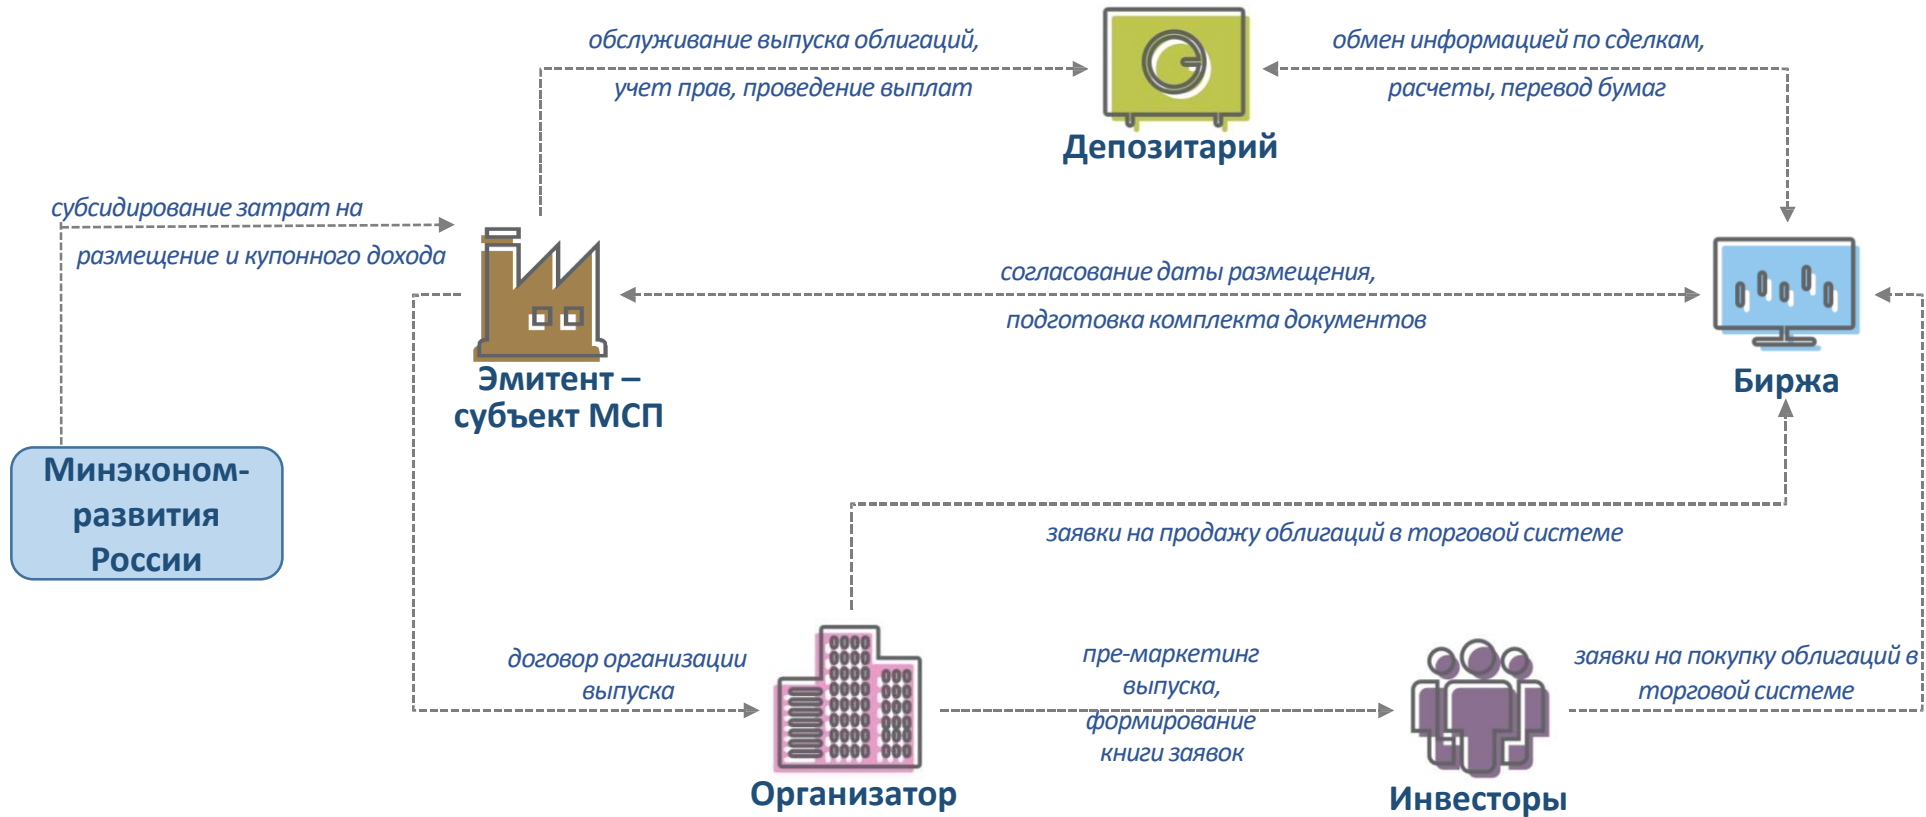 обслуживание выпуска облигаций,
учет прав, проведение выплат
обмен информацией по сделкам,
расчеты, перевод бумаг
Депозитарий
субсидирование затрат на
размещение и купонного дохода
согласование даты размещения,
подготовка комплекта документов
Эмитент –
субъект МСП
Биржа
Минэконом-
развития
России
заявки на продажу облигаций в торговой системе
договор организации
выпуска
пре-маркетинг
выпуска,
формирование
книги заявок
заявки на покупку облигаций в
торговой системе
Организатор
Инвесторы